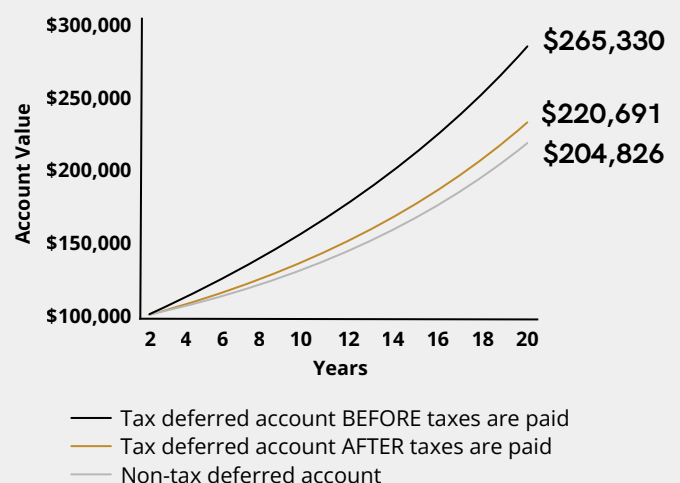 $300,000
$265,330
$250,000
$220,691
$204,826
$200,000
Account Value
$150,000
$100,000
2 4 6 8 10 12 14 16 18 20
Years
Tax deferred account BEFORE taxes are paid
Tax deferred account AFTER taxes are paid
Non-tax deferred account